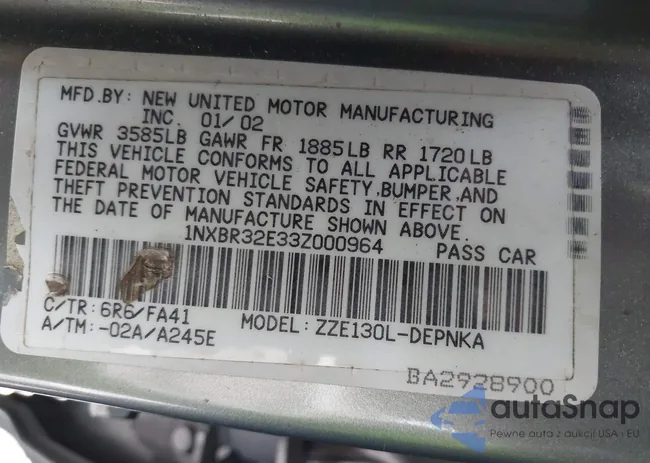 MFD.BY: NEW UNITED MOTOR MANUFACTURING
INC. 01/02
GVWR 3585LB GAWR FR 1885LB RR 1720LB
THIS VEHICLE CONFORMS TO ALL APPLICABLE
FEDERAL MOTOR VEHICLE SAFETY,BUMPER,AND
THEFT PREVENTION STANDARDS IN EFFECT ON
THE DATE OF MANUFACTURE SHOWN ABOVE.
1NXBR32E33Z000964 PASS CAR
C/TR: 6R6/FA41
A/TM:-02A/A245E MODEL: ZZE130L-DEPNKA
BA2928900
autaSnap
Pewne auta z aukcji USA i EU